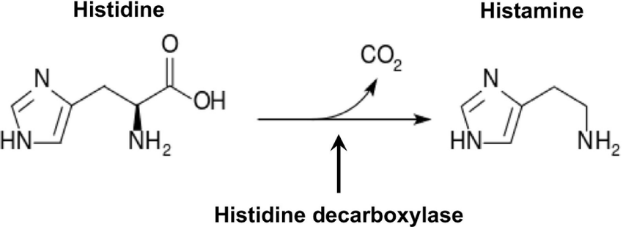 Histidine
Histamine
CO2
N
O
OH
HN
NH2
N
HN
NH2
Histidine decarboxylase